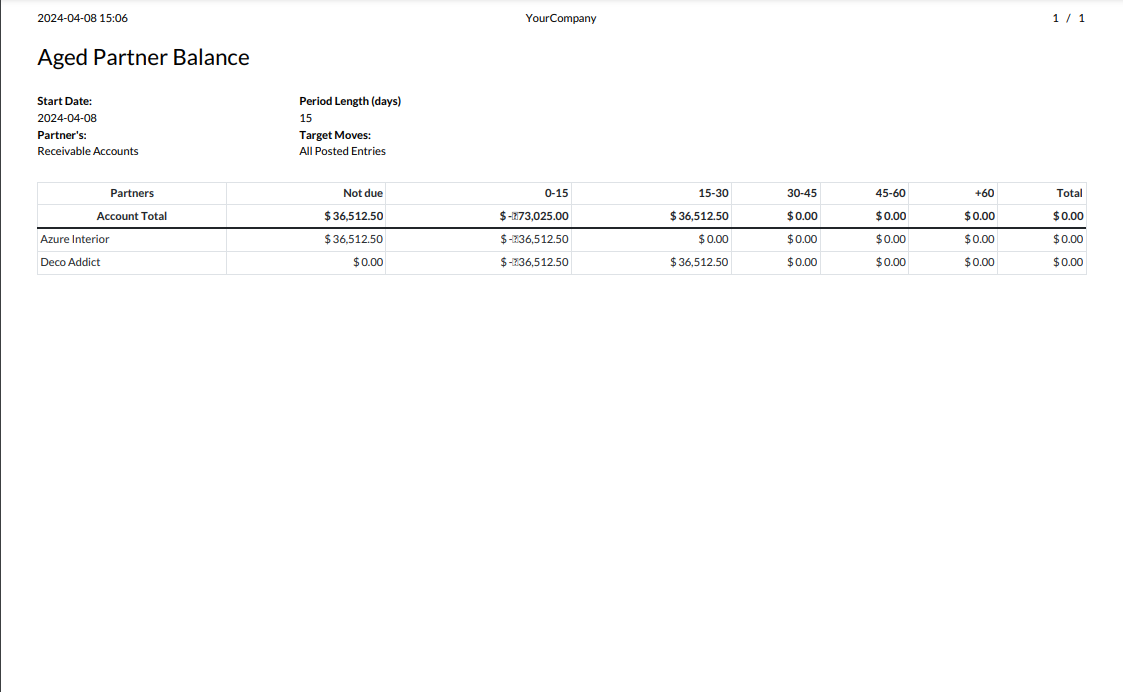 2024-04-08 15:06 YourCompany 1 / 1
Aged Partner Balance
Start Date: Period Length (days)
2024-04-08 15
Partner's: Target Moves:
Receivable Accounts All Posted Entries
Partners Not due 0-15 15-30 30-45 45-60 +60 Total
Account Total $ 36,512.50 $ -73,025.00 $ 36,512.50 $ 0.00 $ 0.00 $ 0.00 $ 0.00
Azure Interior $ 36,512.50 $ -36,512.50 $ 0.00 $ 0.00 $ 0.00 $ 0.00 $ 0.00
Deco Addict $ 0.00 $ -36,512.50 $ 36,512.50 $ 0.00 $ 0.00 $ 0.00 $ 0.00